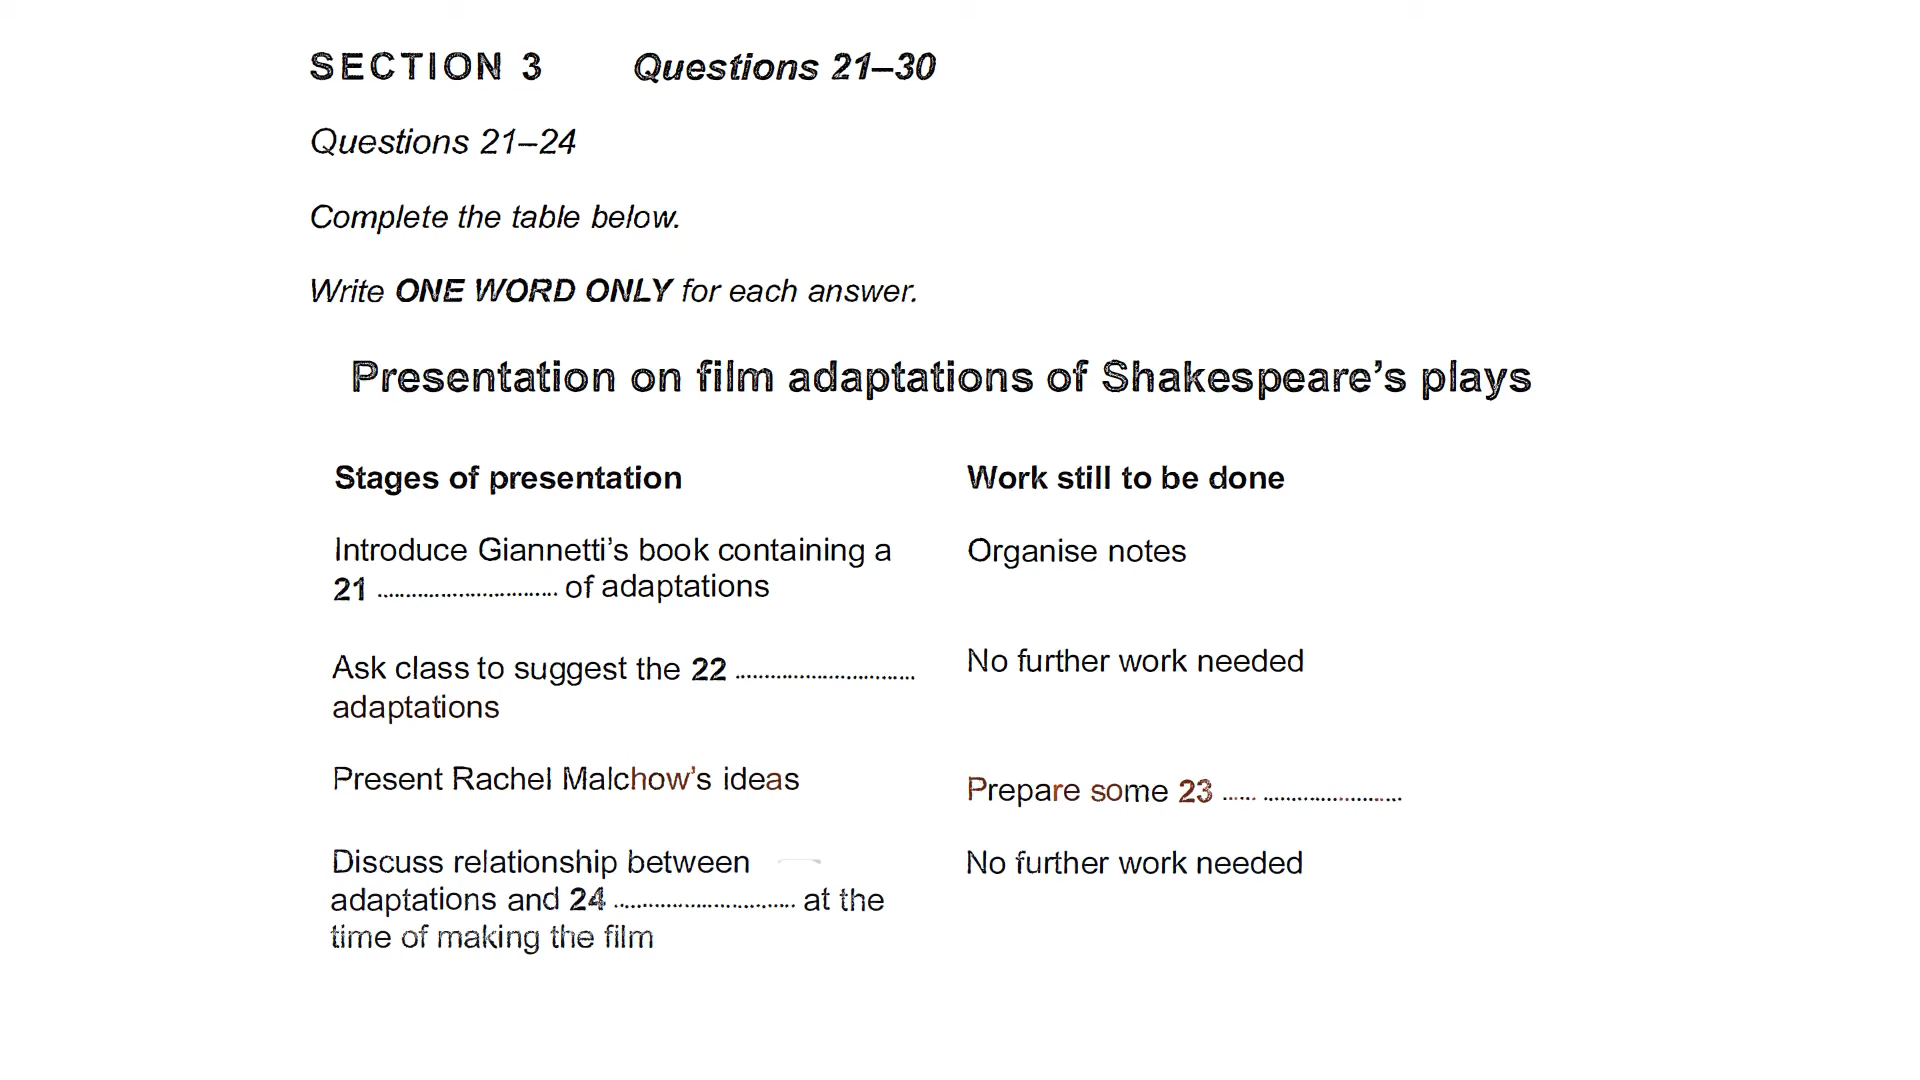 SECTION 3 Questions 21–30
Questions 21–24
Complete the table below.
Write ONE WORD ONLY for each answer.
Presentation on film adaptations of Shakespeare's plays
Stages of presentation Work still to be done
Introduce Giannetti's book containing a Organise notes
21 ............................... of adaptations
Ask class to suggest the 22 ............................... No further work needed
adaptations
Present Rachel Malchow's ideas Prepare some 23 ...... ........................
Discuss relationship between No further work needed
adaptations and 24 ............................... at the
time of making the film